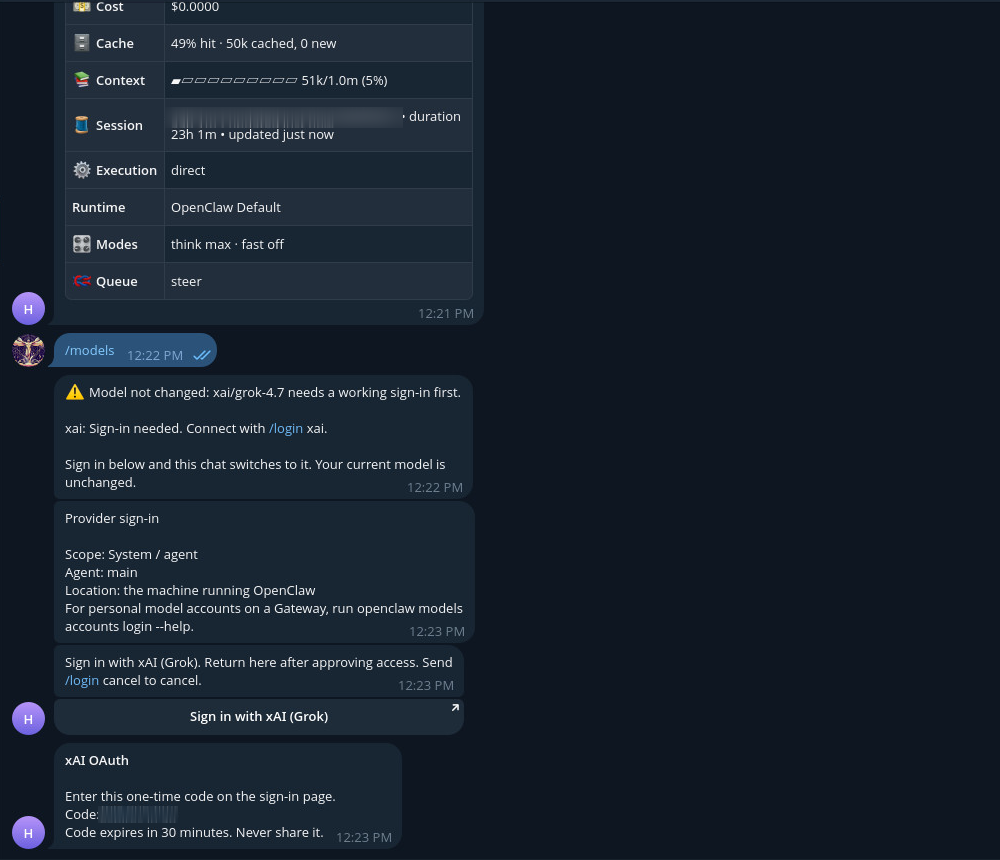 Cost $0.0000
Cache 49% hit · 50k cached, 0 new
Context 51k/1.0m (5%)
Session • duration
23h 1m • updated just now
Execution direct
Runtime OpenClaw Default
Modes think max · fast off
Queue steer
12:21 PM
H
/models 12:22 PM
Model not changed: xai/grok-4.7 needs a working sign-in first.
xai: Sign-in needed. Connect with /login xai.
Sign in below and this chat switches to it. Your current model is
unchanged.
12:22 PM
Provider sign-in
Scope: System / agent
Agent: main
Location: the machine running OpenClaw
For personal model accounts on a Gateway, run openclaw models
accounts login --help.
12:23 PM
Sign in with xAI (Grok). Return here after approving access. Send
/login cancel to cancel.
12:23 PM
H
Sign in with xAI (Grok)
xAI OAuth
Enter this one-time code on the sign-in page.
Code:
Code expires in 30 minutes. Never share it. 12:23 PM
H